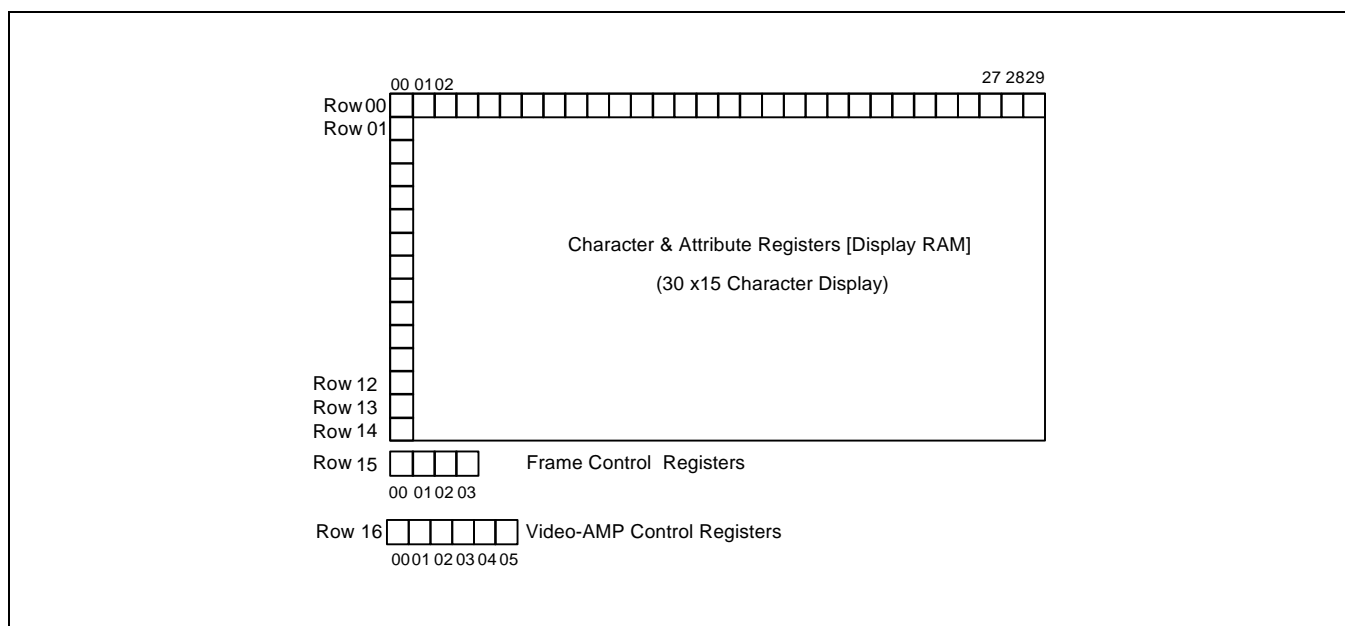 00 01 02 27 28 29
Row 00
Row 01
Character & Attribute Registers [Display RAM]
(30 x15 Character Display)
Row 12
Row 13
Row 14
Row 15 Frame Control Registers
00 01 02 03
Row 16 Video-AMP Control Registers
00 01 02 03 04 05